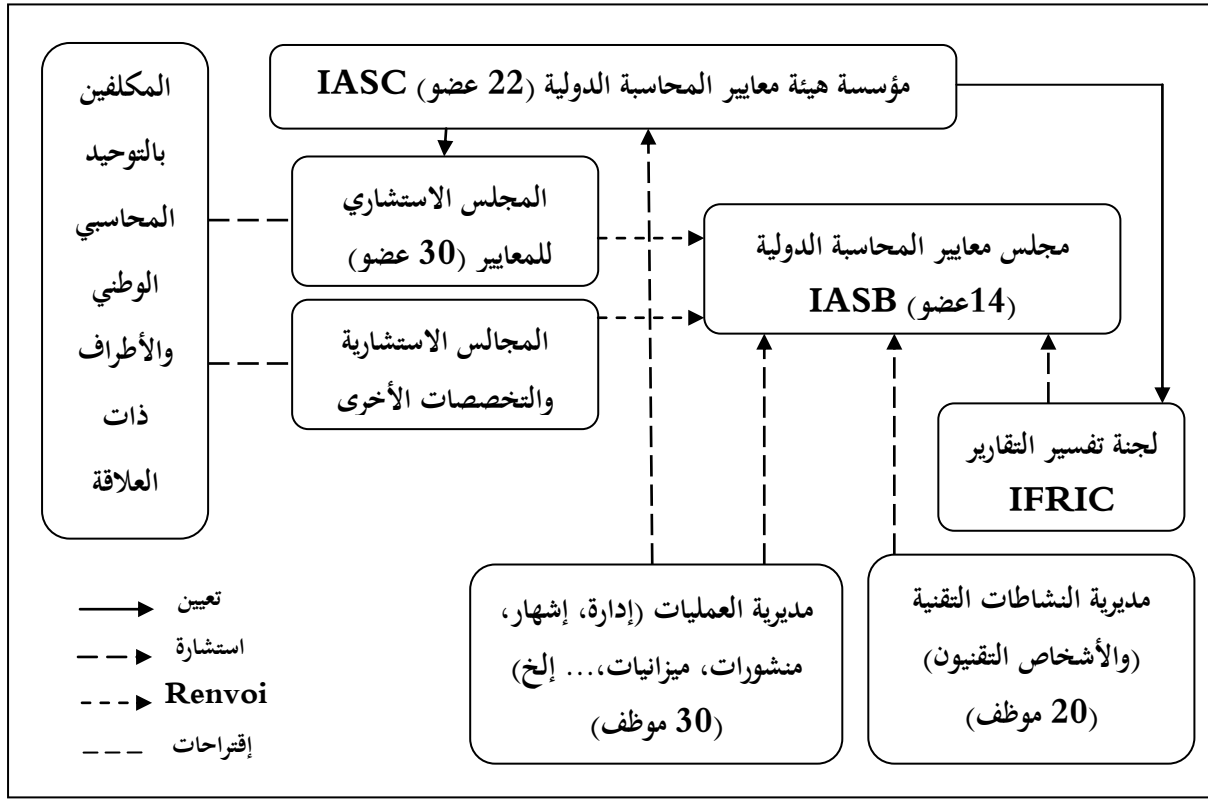 مؤسسة هيئة معايير المحاسبة الدولية (22 عضو) IASC
المكلفين
بالتوحيد
المحاسبي
الوطني
والأطراف
ذات
العلاقة
المجلس الاستشاري
للمعايير (30 عضو)
مجلس معايير المحاسبة الدولية
(14عضو) IASB
المجالس الاستشارية
والتخصصات الأخرى
لجنة تفسير التقارير
IFRIC
مديرية النشاطات التقنية
(والأشخاص التقنيون)
(20 موظف)
مديرية العمليات (إدارة، إشهار،
منشورات، ميزانيات،... إلخ)
(30 موظف)
تعيين
استشارة
Renvoi
إقتراحات